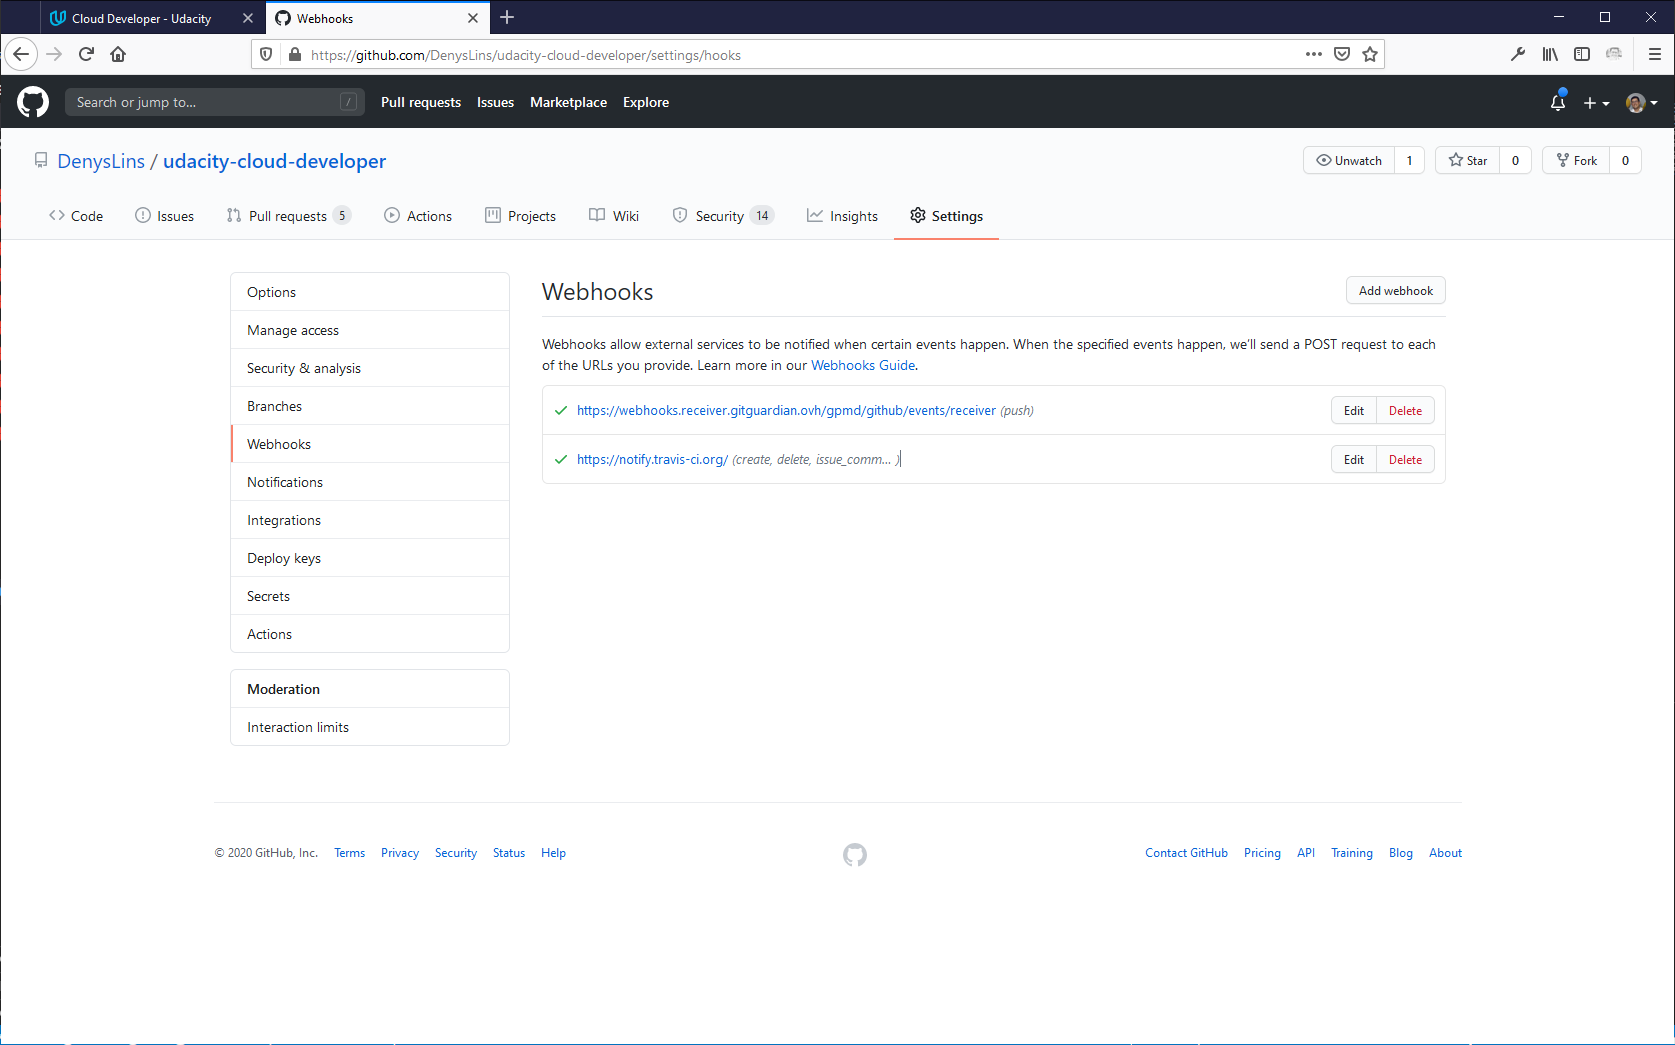 Cloud Developer - Udacity
Webhooks
https://github.com/DenysLins/udacity-cloud-developer/settings/hooks
Search or jump to... /
Pull requests Issues Marketplace Explore
DenysLins / udacity-cloud-developer
Unwatch 1 Star 0 Fork 0
Code Issues Pull requests 5 Actions Projects Wiki Security 14 Insights Settings
Options
Manage access
Security & analysis
Branches
Webhooks
Notifications
Integrations
Deploy keys
Secrets
Actions
Moderation
Interaction limits
Webhooks
Add webhook
Webhooks allow external services to be notified when certain events happen. When the specified events happen, we'll send a POST request to each
of the URLs you provide. Learn more in our Webhooks Guide.
https://webhooks.receiver.gitguardian.ovh/gpmd/github/events/receiver (push) Edit Delete
https://notify.travis-ci.org/ (create, delete, issue_comm... ) Edit Delete
© 2020 GitHub, Inc. Terms Privacy Security Status Help
Contact GitHub Pricing API Training Blog About